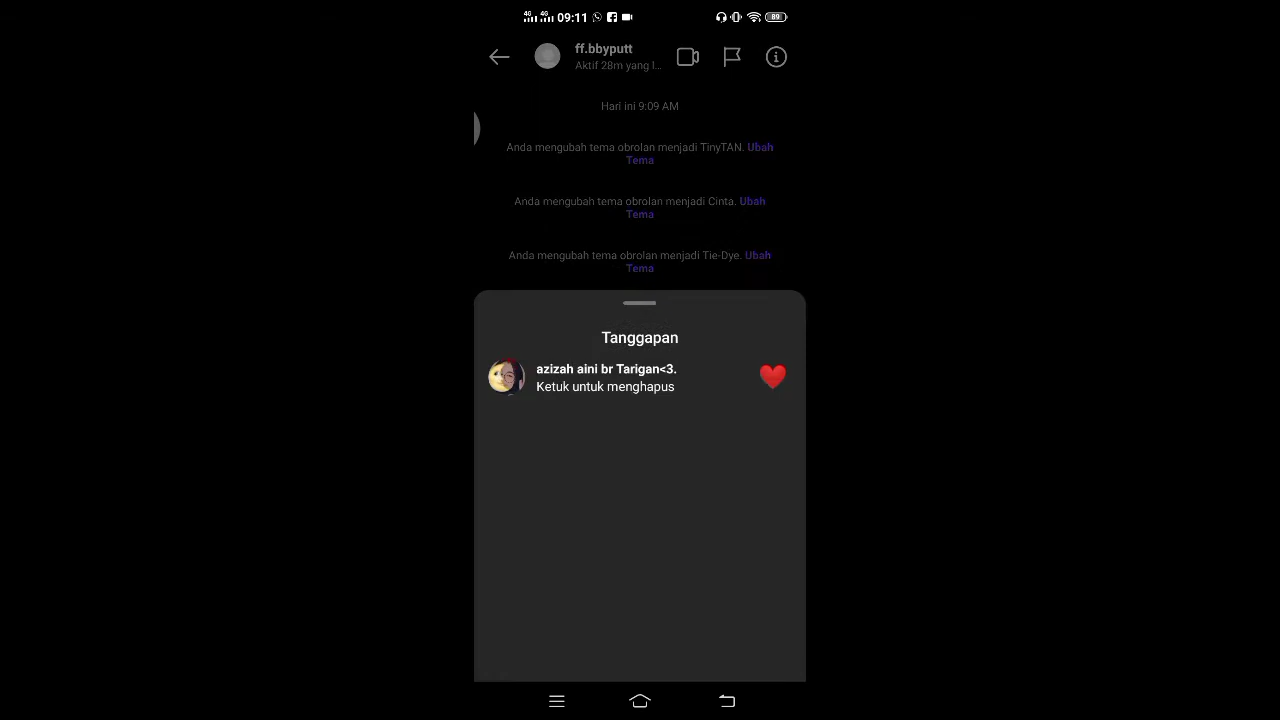 4G 4G 09:11 89
ff.bbyputt
Aktif 28m yang l...
Hari ini 9:09 AM
Anda mengubah tema obrolan menjadi TinyTAN. Ubah
Tema
Anda mengubah tema obrolan menjadi Cinta. Ubah
Tema
Anda mengubah tema obrolan menjadi Tie-Dye. Ubah
Tema
Tanggapan
azizah aini br Tarigan<3.
Ketuk untuk menghapus